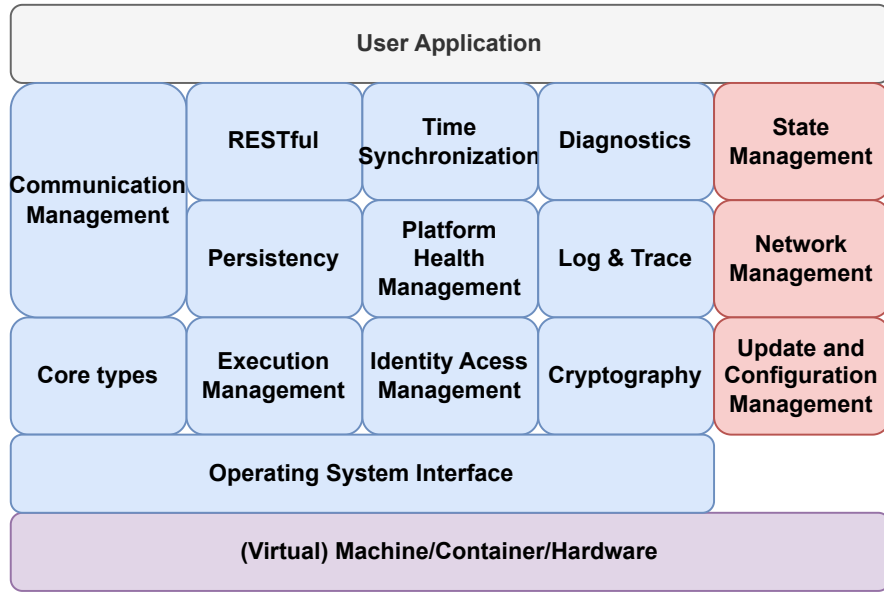 User Application
Communication
Management
RESTful
Time
Synchronization
Diagnostics
State
Management
Persistency
Platform
Health
Management
Log & Trace
Network
Management
Core types
Execution
Management
Identity Acess
Management
Cryptography
Update and
Configuration
Management
Operating System Interface
(Virtual) Machine/Container/Hardware